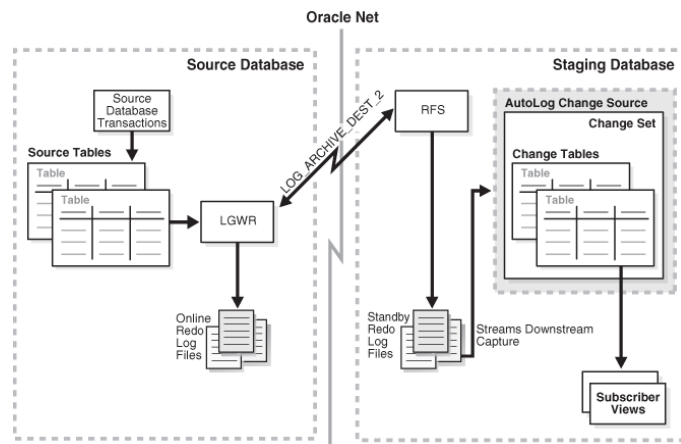 Oracle Net
Source Database
Source
Database
Transactions
Source Tables
Table
Table
LGWR
Online
Redo
Log
Files
LOG_ARCHIVE_DEST_2
Staging Database
RFS
Standby
Redo
Log
Files
Streams Downstream
Capture
AutoLog Change Source
Change Set
Change Tables
Table
Table
Subscriber
Views